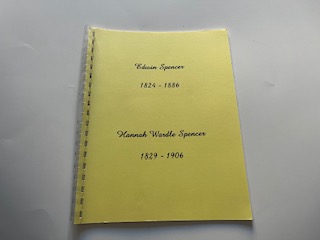 Edwin Spencer
1824 - 1886
Hannah Wardle Spencer
1829 - 1906